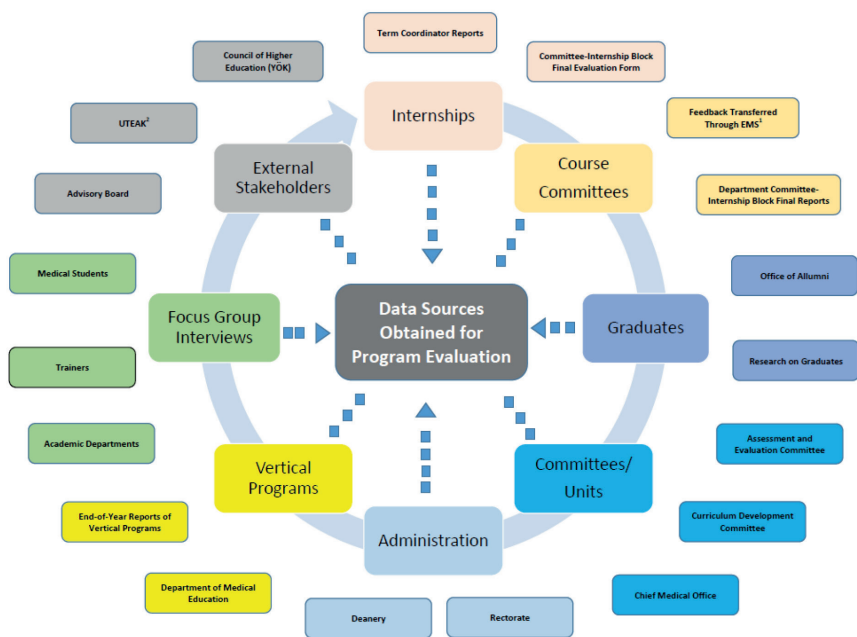 Term Coordinator Reports
Council of Higher
Education (YÖK)
Committee-Internship Block
Final Evaluation Form
UTEAK2
Internships
Feedback Transferred
Through EMS1
External
Stakeholders
Course
Committees
Advisory Board
Department Committee-
Internship Block Final Reports
Medical Students
Office of Allumni
Focus Group
Interviews
Data Sources
Obtained for
Program Evaluation
Graduates
Trainers
Research on Graduates
Academic Departments
Assessment and
Evaluation Committee
Vertical
Programs
Committees/
Units
End-of-Year Reports of
Vertical Programs
Curriculum Development
Committee
Administration
Department of Medical
Education
Chief Medical Office
Deanery
Rectorate